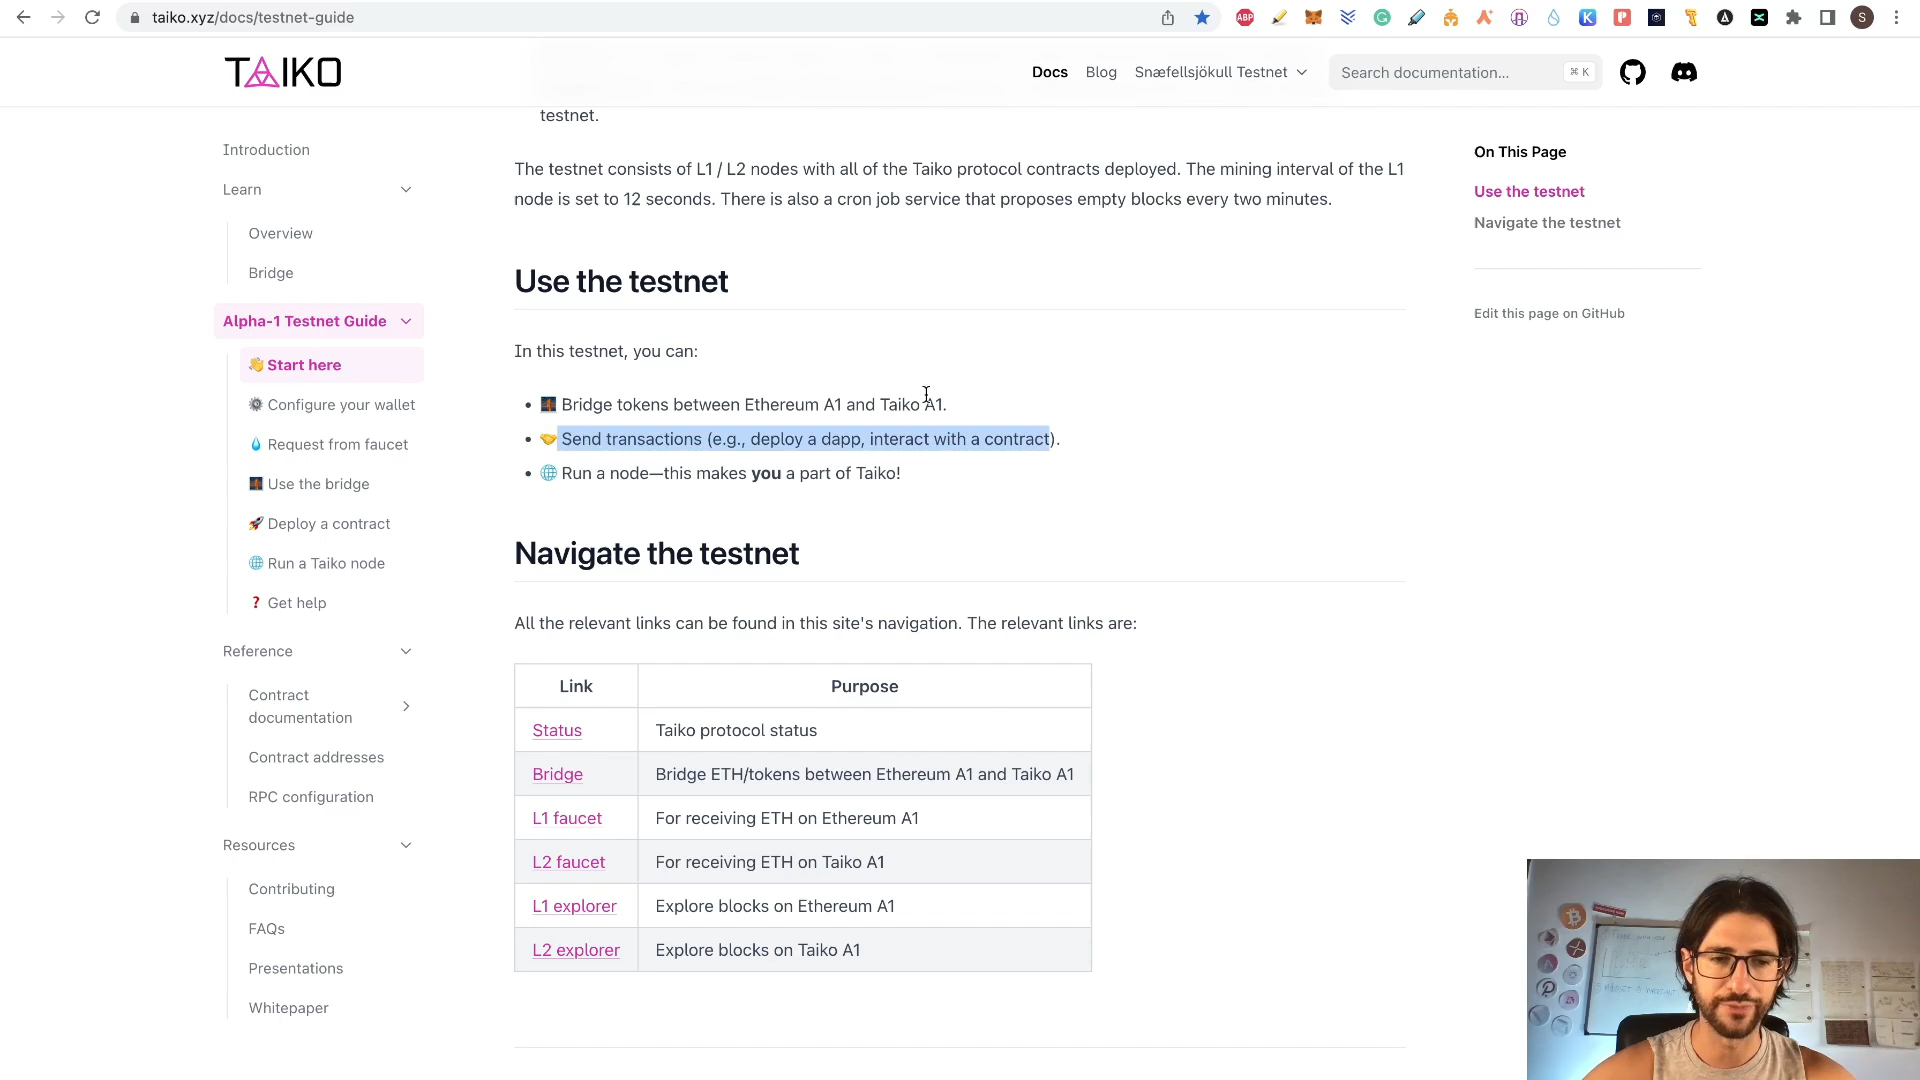 taiko.xyz/docs/testnet-guide
ABP
S
TAIKO
Docs
Blog
Snæfellsjökull Testnet
Search documentation...
⌘ K
Introduction
Learn
Overview
Bridge
Alpha-1 Testnet Guide
👋 Start here
⚙️ Configure your wallet
💧 Request from faucet
🌉 Use the bridge
🚀 Deploy a contract
🌐 Run a Taiko node
❓ Get help
Reference
Contract
documentation
Contract addresses
RPC configuration
Resources
Contributing
FAQs
Presentations
Whitepaper
testnet.
The testnet consists of L1 / L2 nodes with all of the Taiko protocol contracts deployed. The mining interval of the L1
node is set to 12 seconds. There is also a cron job service that proposes empty blocks every two minutes.
Use the testnet
In this testnet, you can:
• 🌉 Bridge tokens between Ethereum A1 and Taiko A1.
• 🤝 Send transactions (e.g., deploy a dapp, interact with a contract).
• 🌐 Run a node—this makes you a part of Taiko!
Navigate the testnet
All the relevant links can be found in this site's navigation. The relevant links are:
Link Purpose
Status Taiko protocol status
Bridge Bridge ETH/tokens between Ethereum A1 and Taiko A1
L1 faucet For receiving ETH on Ethereum A1
L2 faucet For receiving ETH on Taiko A1
L1 explorer Explore blocks on Ethereum A1
L2 explorer Explore blocks on Taiko A1
On This Page
Use the testnet
Navigate the testnet
Edit this page on GitHub